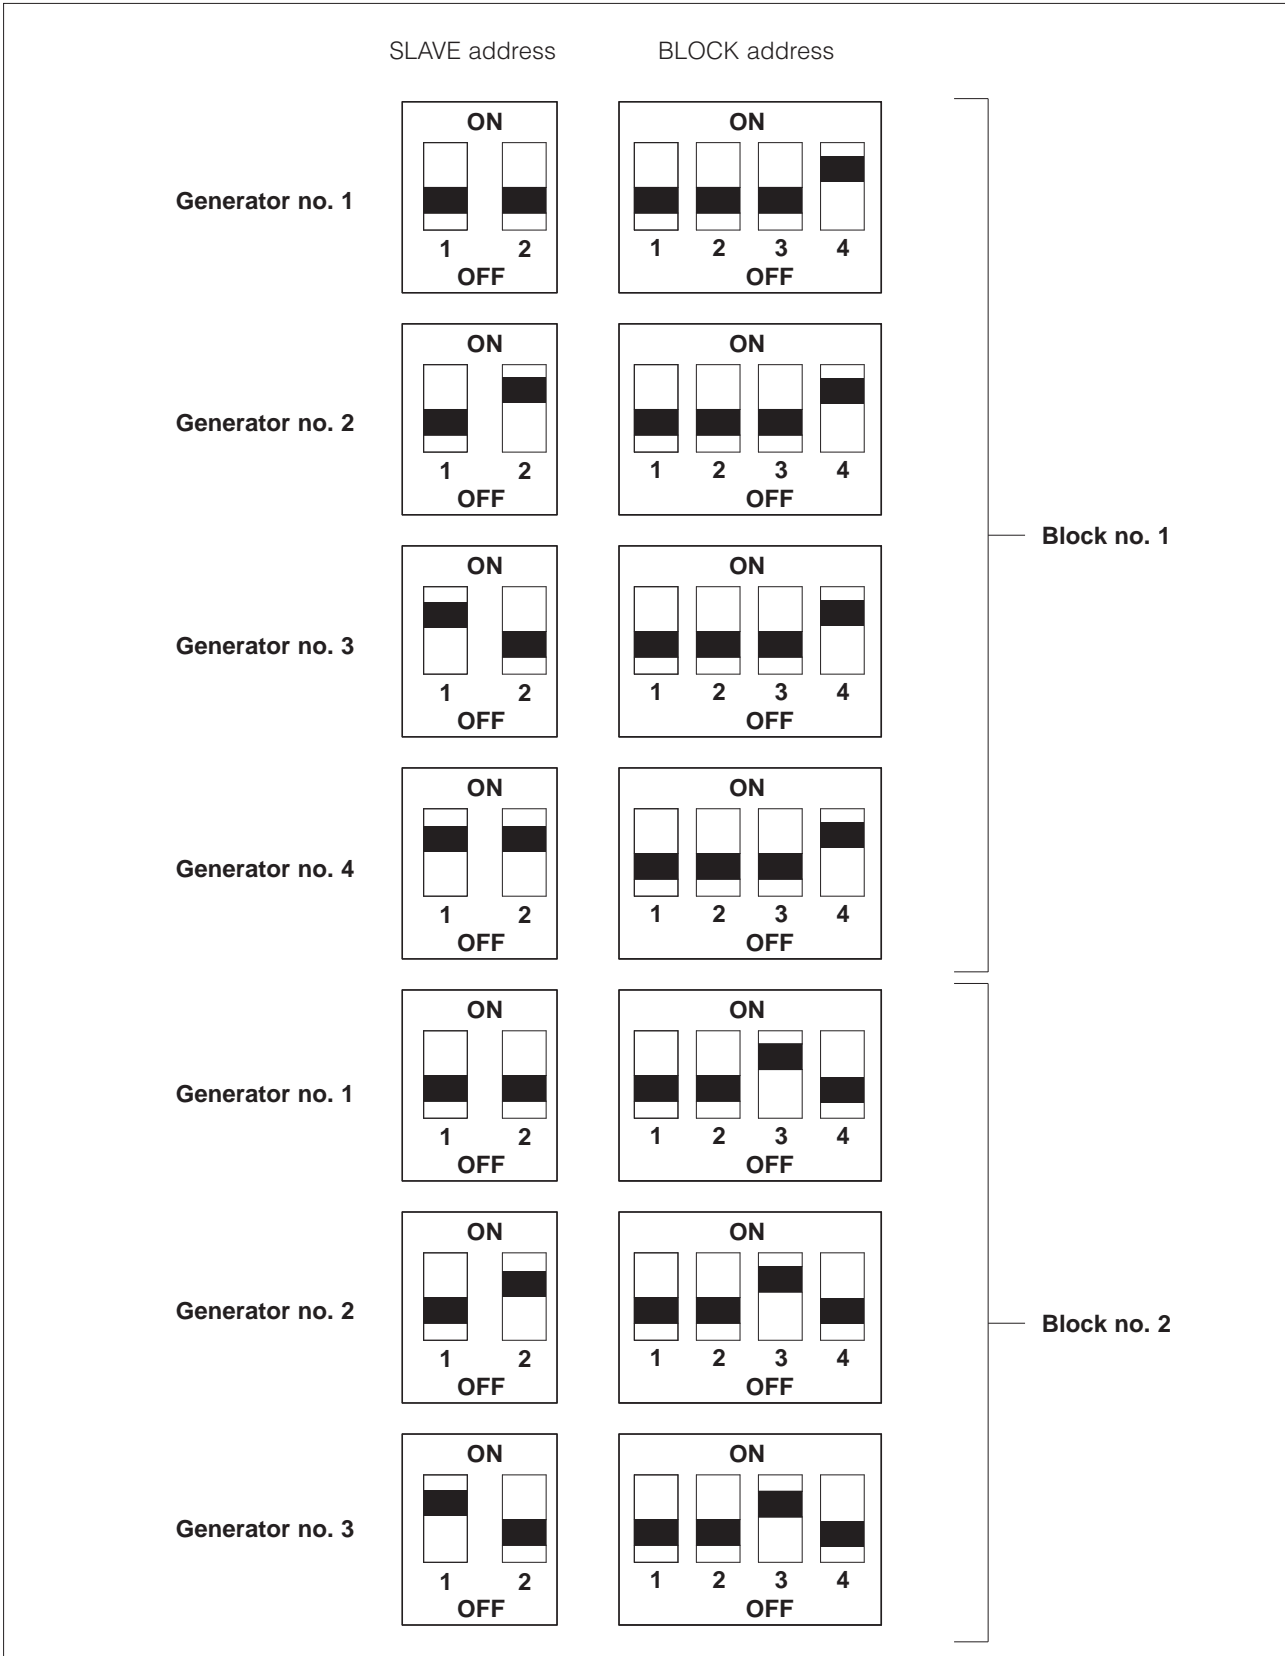 SLAVE address BLOCK address
ON ON
Generator no. 1
1 2 1 2 3 4
OFF OFF
ON ON
Generator no. 2
1 2 1 2 3 4
OFF OFF
Block no. 1
ON ON
Generator no. 3
1 2 1 2 3 4
OFF OFF
ON ON
Generator no. 4
1 2 1 2 3 4
OFF OFF
ON ON
Generator no. 1
1 2 1 2 3 4
OFF OFF
ON ON
Generator no. 2
Block no. 2
1 2 1 2 3 4
OFF OFF
ON ON
Generator no. 3
1 2 1 2 3 4
OFF OFF